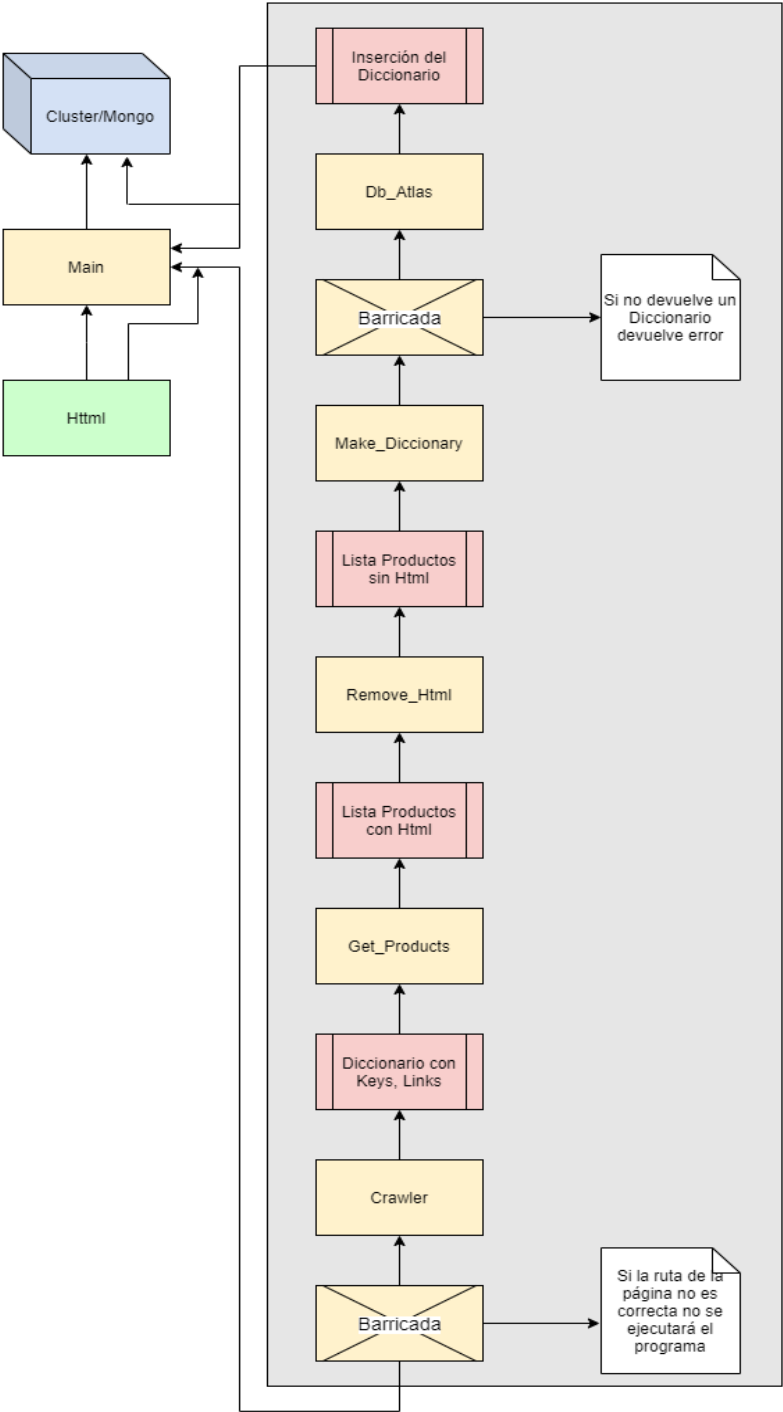 Inserción del
Diccionario
Cluster/Mongo
Db_Atlas
Main
Barricada
Si no devuelve un
Diccionario
devuelve error
Httml
Make_Diccionary
Lista Productos
sin Html
Remove_Html
Lista Productos
con Html
Get_Products
Diccionario con
Keys, Links
Crawler
Barricada
Si la ruta de la
página no es
correcta no se
ejecutará el
programa